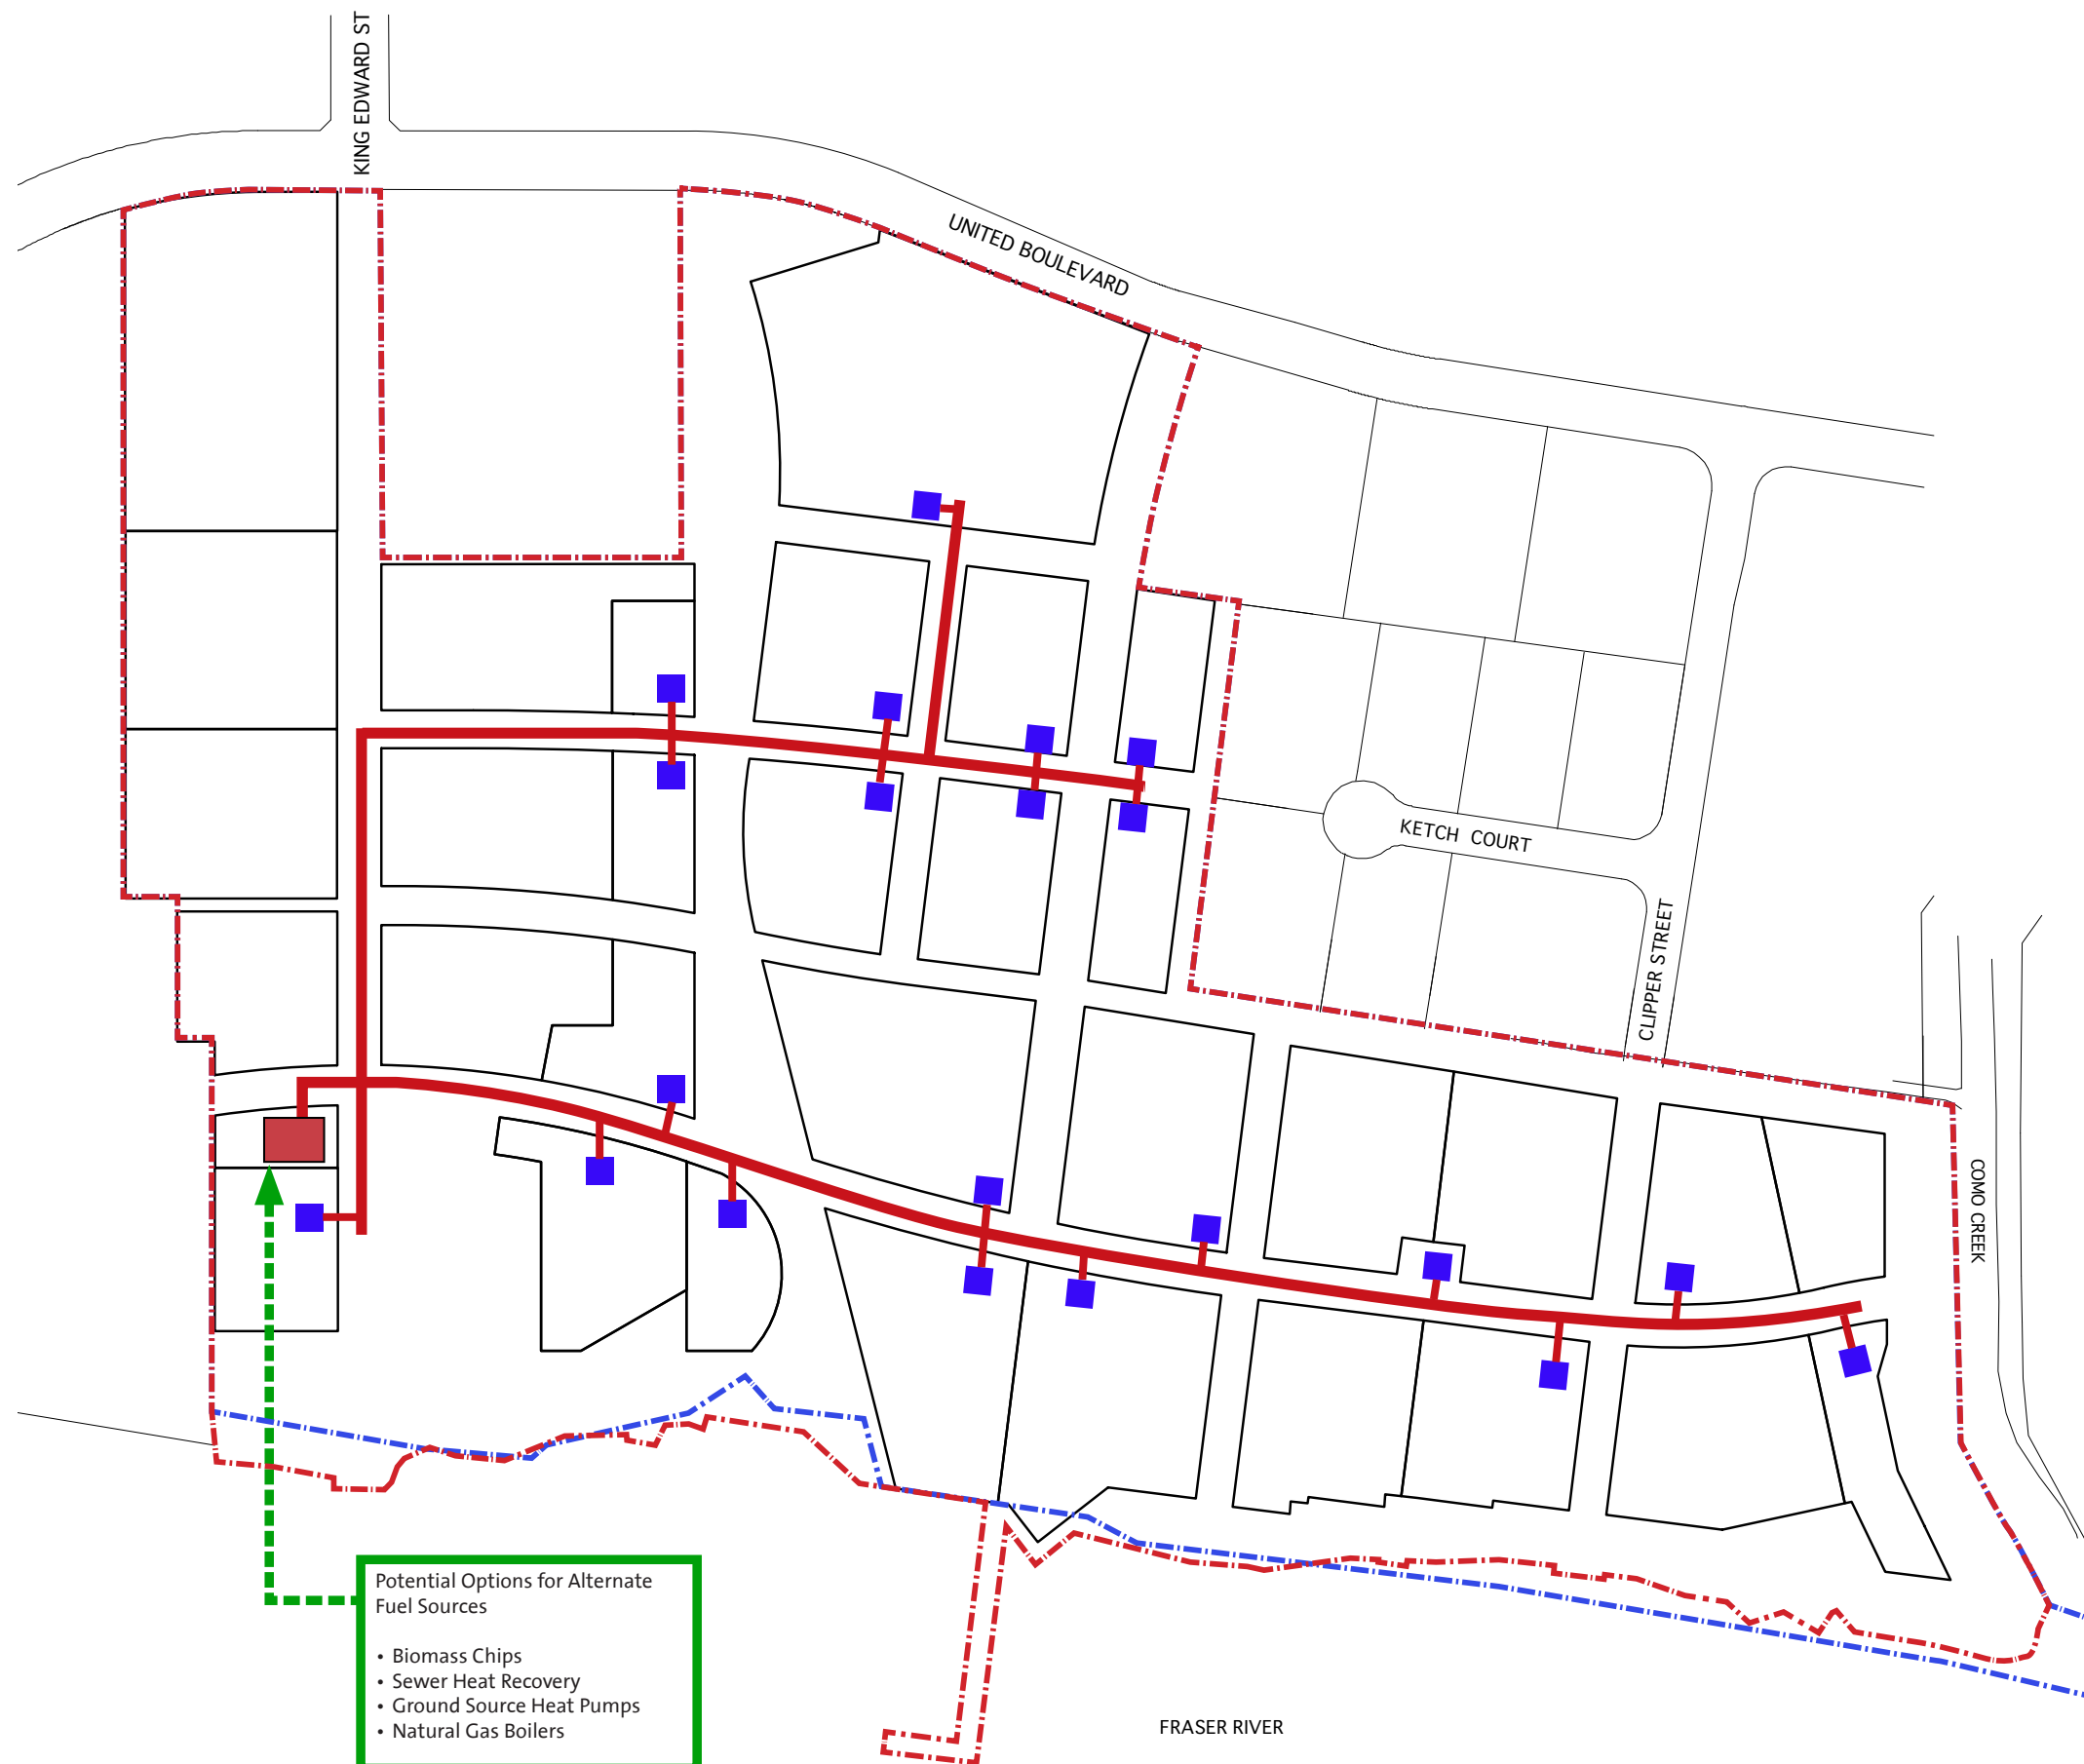 KING EDWARD ST
UNITED BOULEVARD
KETCH COURT
CLIPPER STREET
COMO CREEK
Potential Options for Alternate
Fuel Sources
• Biomass Chips
• Sewer Heat Recovery
• Ground Source Heat Pumps
• Natural Gas Boilers
FRASER RIVER